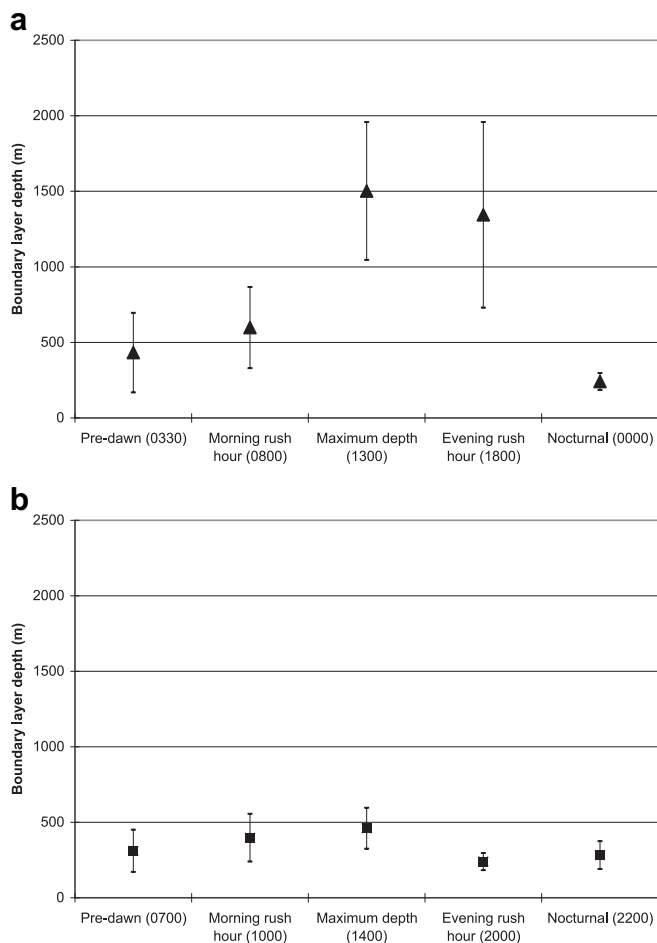 a
2500
2000
1500
1000
500
0
Boundary layer depth (m)
Pre-dawn (0330)
Morning rush
hour (0800)
Maximum depth
(1300)
Evening rush
hour (1800)
Nocturnal (0000)
b
2500
2000
1500
1000
500
0
Boundary layer depth (m)
Pre-dawn (0700)
Morning rush
hour (1000)
Maximum depth
(1400)
Evening rush
hour (2000)
Nocturnal (2200)